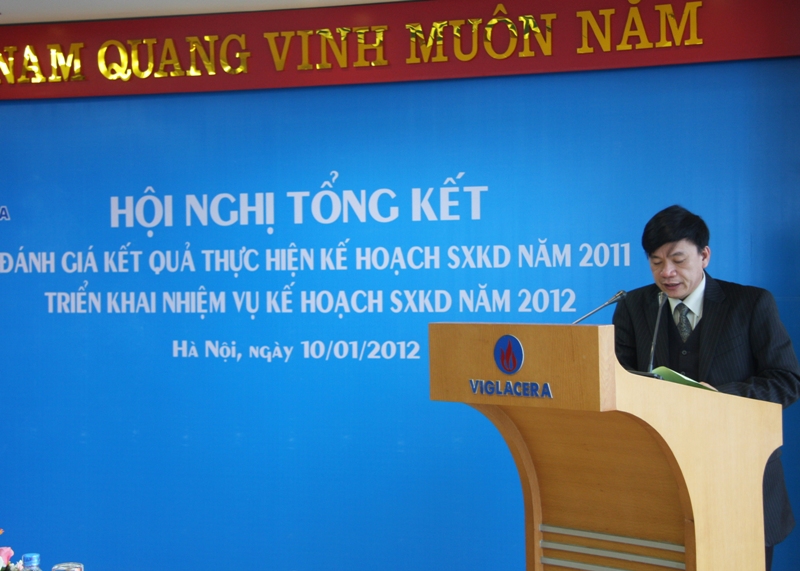 NAM QUANG VINH MUÔN NĂM
A
HỘI NGHỊ TỔNG KẾT
ĐÁNH GIÁ KẾT QUẢ THỰC HIỆN KẾ HOẠCH SXKD NĂM 2011
TRIỂN KHAI NHIỆM VỤ KẾ HOẠCH SXKD NĂM 2012
Hà Nội, ngày 10/01/2012
VIGLACERA